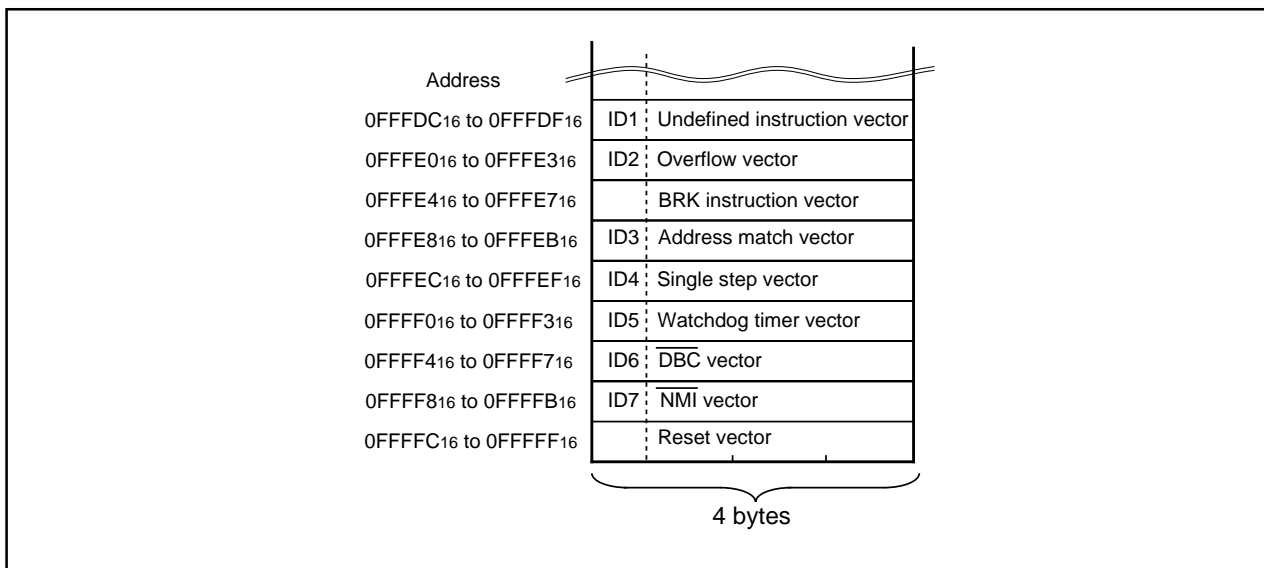 Address
0FFFDC16 to 0FFFDF16 ID1 Undefined instruction vector
0FFFE016 to 0FFFE316 ID2 Overflow vector
0FFFE416 to 0FFFE716 BRK instruction vector
0FFFE816 to 0FFFEB16 ID3 Address match vector
0FFFEC16 to 0FFFEF16 ID4 Single step vector
0FFFF016 to 0FFFF316 ID5 Watchdog timer vector
0FFFF416 to 0FFFF716 ID6 D̅B̅C̅ vector
0FFFF816 to 0FFFFB16 ID7 N̅M̅I̅ vector
0FFFFC16 to 0FFFFF16 Reset vector
4 bytes